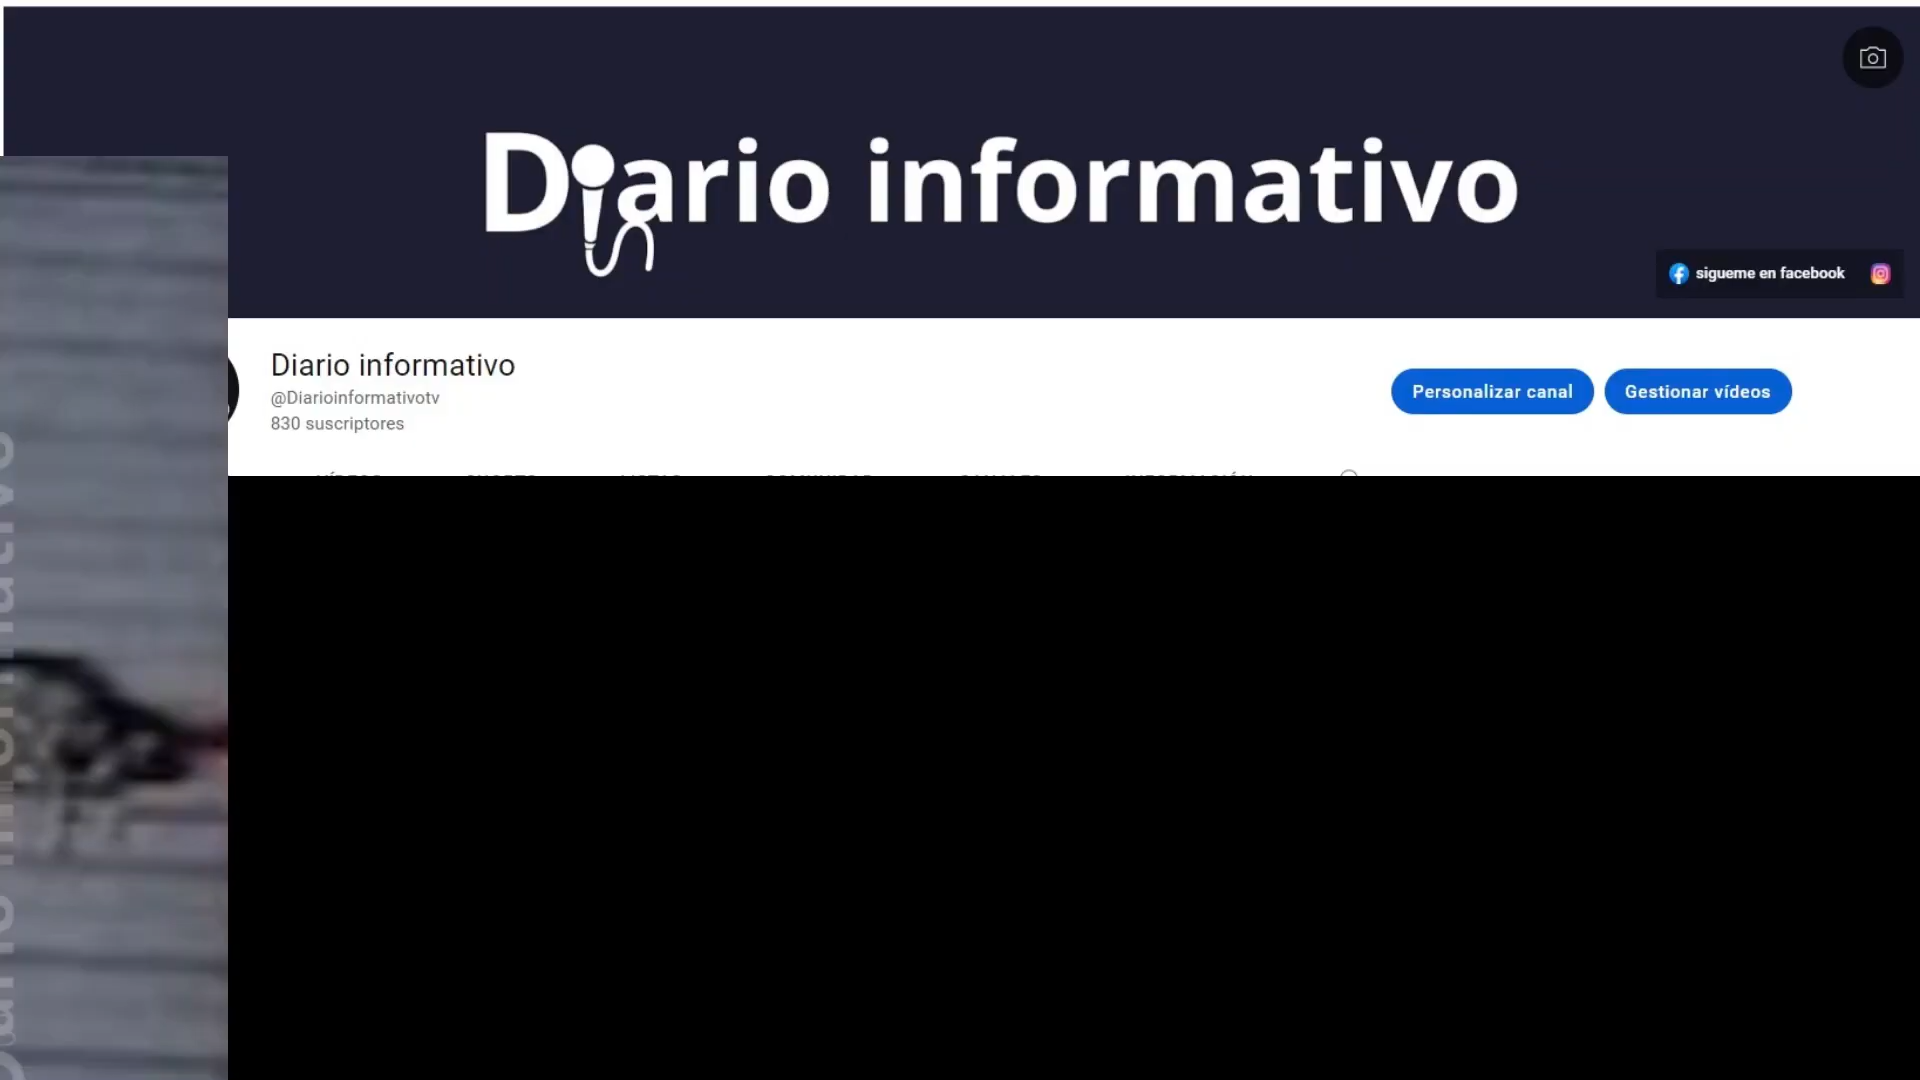 Diario informativo
sigueme en facebook
Diario informativo
@Diarioinformativotv
830 suscriptores
Personalizar canal
Gestionar vídeos